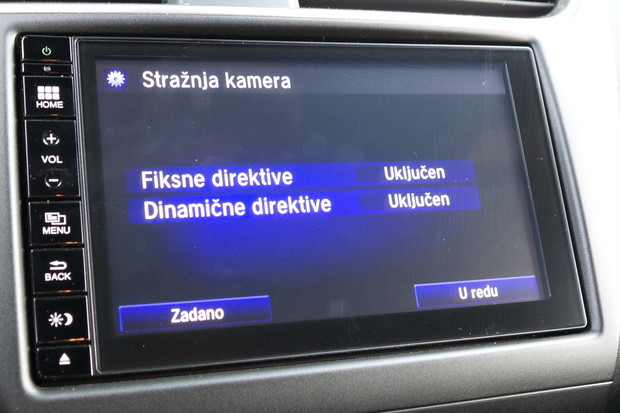 Stražnja kamera
HOME
VOL
Fiksne direktive Uključen
Dinamične direktive Uključen
MENU
BACK
U redu
Zadano